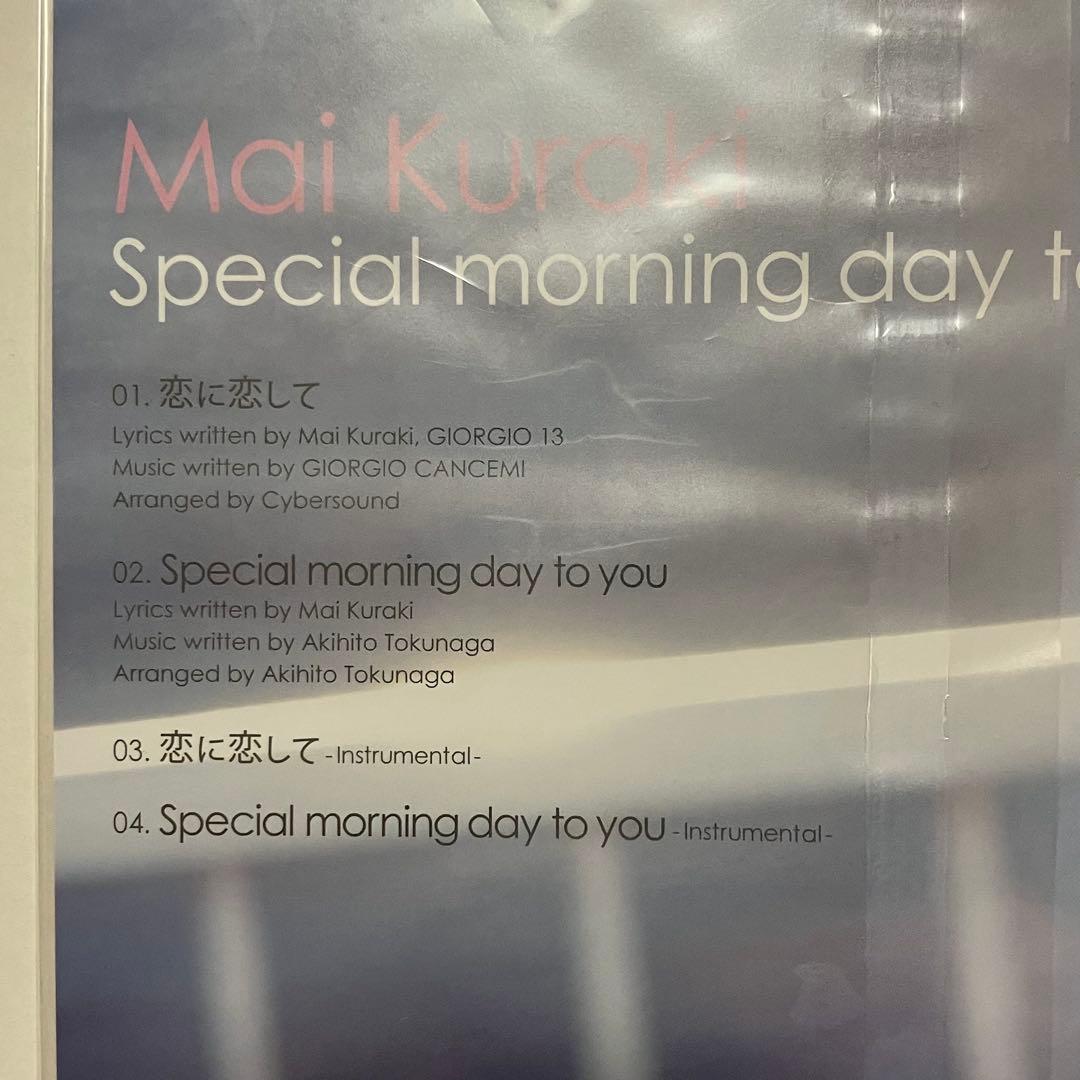 Mai Kuraki
Special morning day
01. 恋に恋して
Lyrics written by Mai Kuraki, GIORGIO 13
Music written by GIORGIO CANCEMI
Arranged by Cybersound
02. Special morning day to you
Lyrics written by Mai Kuraki
Music written by Akihito Tokunaga
Arranged by Akihito Tokunaga
03. 恋に恋して -Instrumental-
04. Special morning day to you -Instrumental-